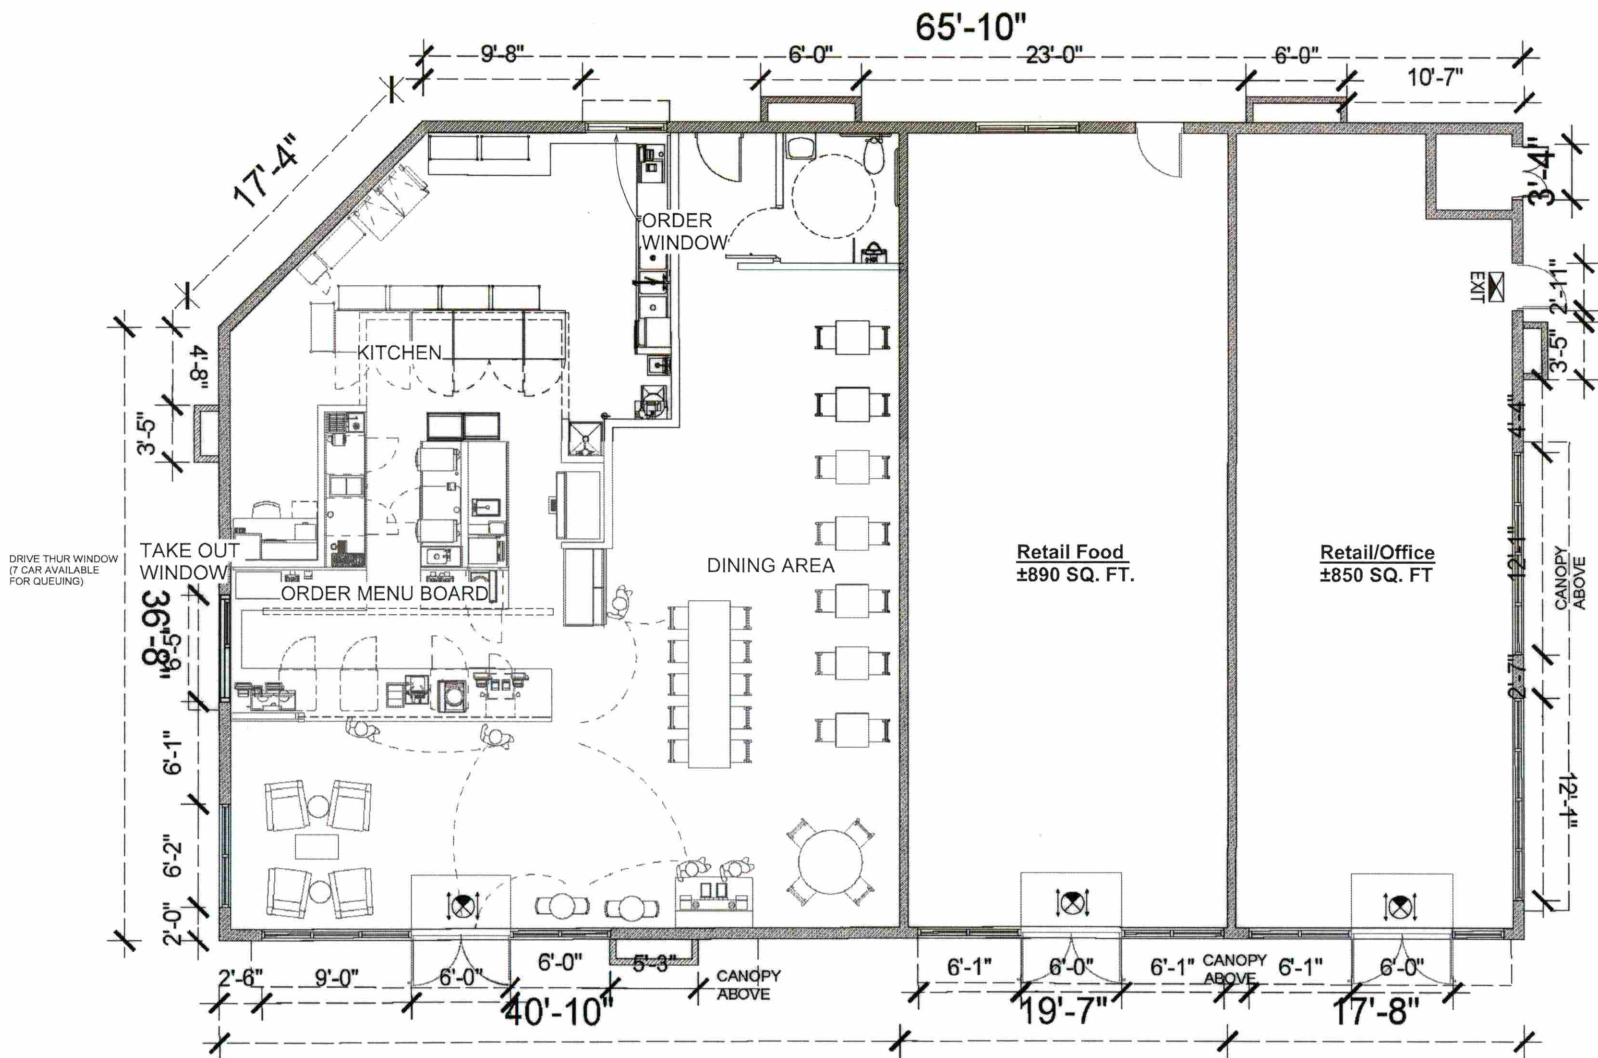 65'-10"
9'-8"
6'-0"
23'-0"
6'-0"
10'-7"
17'-4"
3'-4"
ORDER
WINDOW
EXIT
2'-11"
3'-5"
4'-8"
KITCHEN
3'-5"
4'-4"
DRIVE THUR WINDOW
(7 CAR AVAILABLE
FOR QUEUING)
TAKE OUT
WINDOW
ORDER MENU BOARD
DINING AREA
Retail Food
±890 SQ. FT.
Retail/Office
±850 SQ. FT
12'-1"
CANOPY
ABOVE
36'-8"
6'-5"
2'-7"
6'-1"
12'-1"
6'-2"
2'-0"
2'-6"
9'-0"
6'-0"
6'-0"
5'-3"
CANOPY
ABOVE
6'-1"
6'-0"
6'-1"
CANOPY
ABOVE
6'-1"
6'-0"
40'-10"
19'-7"
17'-8"